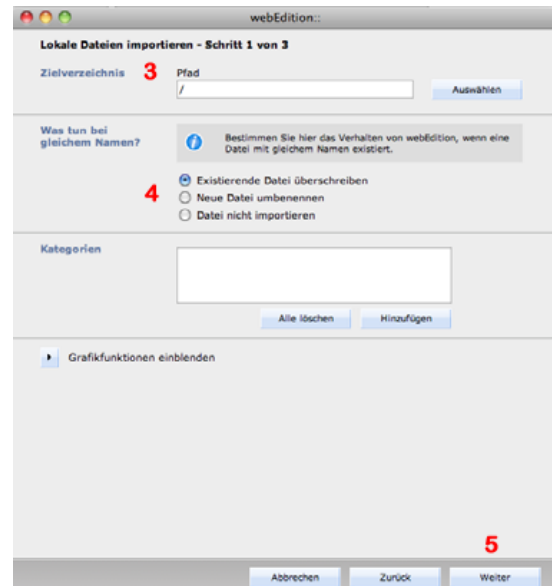 webEdition::
Lokale Dateien importieren - Schritt 1 von 3
Zielverzeichnis 3 Pfad
/ Auswählen
Was tun bei
gleichem Namen?
Bestimmen Sie hier das Verhalten von webEdition, wenn eine
Datei mit gleichem Namen existiert.
Existierende Datei überschreiben
4 Neue Datei umbenennen
Datei nicht importieren
Kategorien
Alle löschen Hinzufügen
Grafikfunktionen einblenden
5
Abbrechen Zurück Weiter